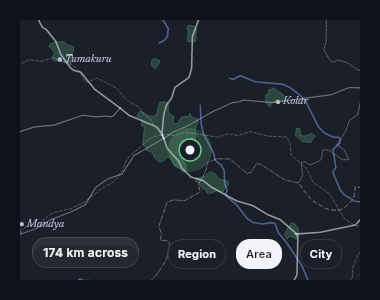 Tumakuru
Kolar
Mandya
174 km across
Region
Area
City